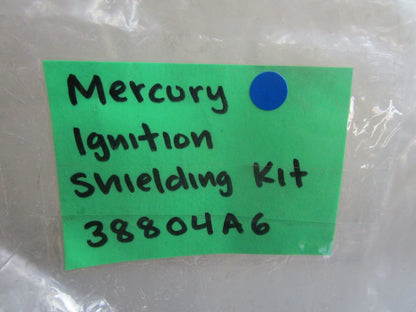 Mercury
Ignition
Shielding Kit
38804A6